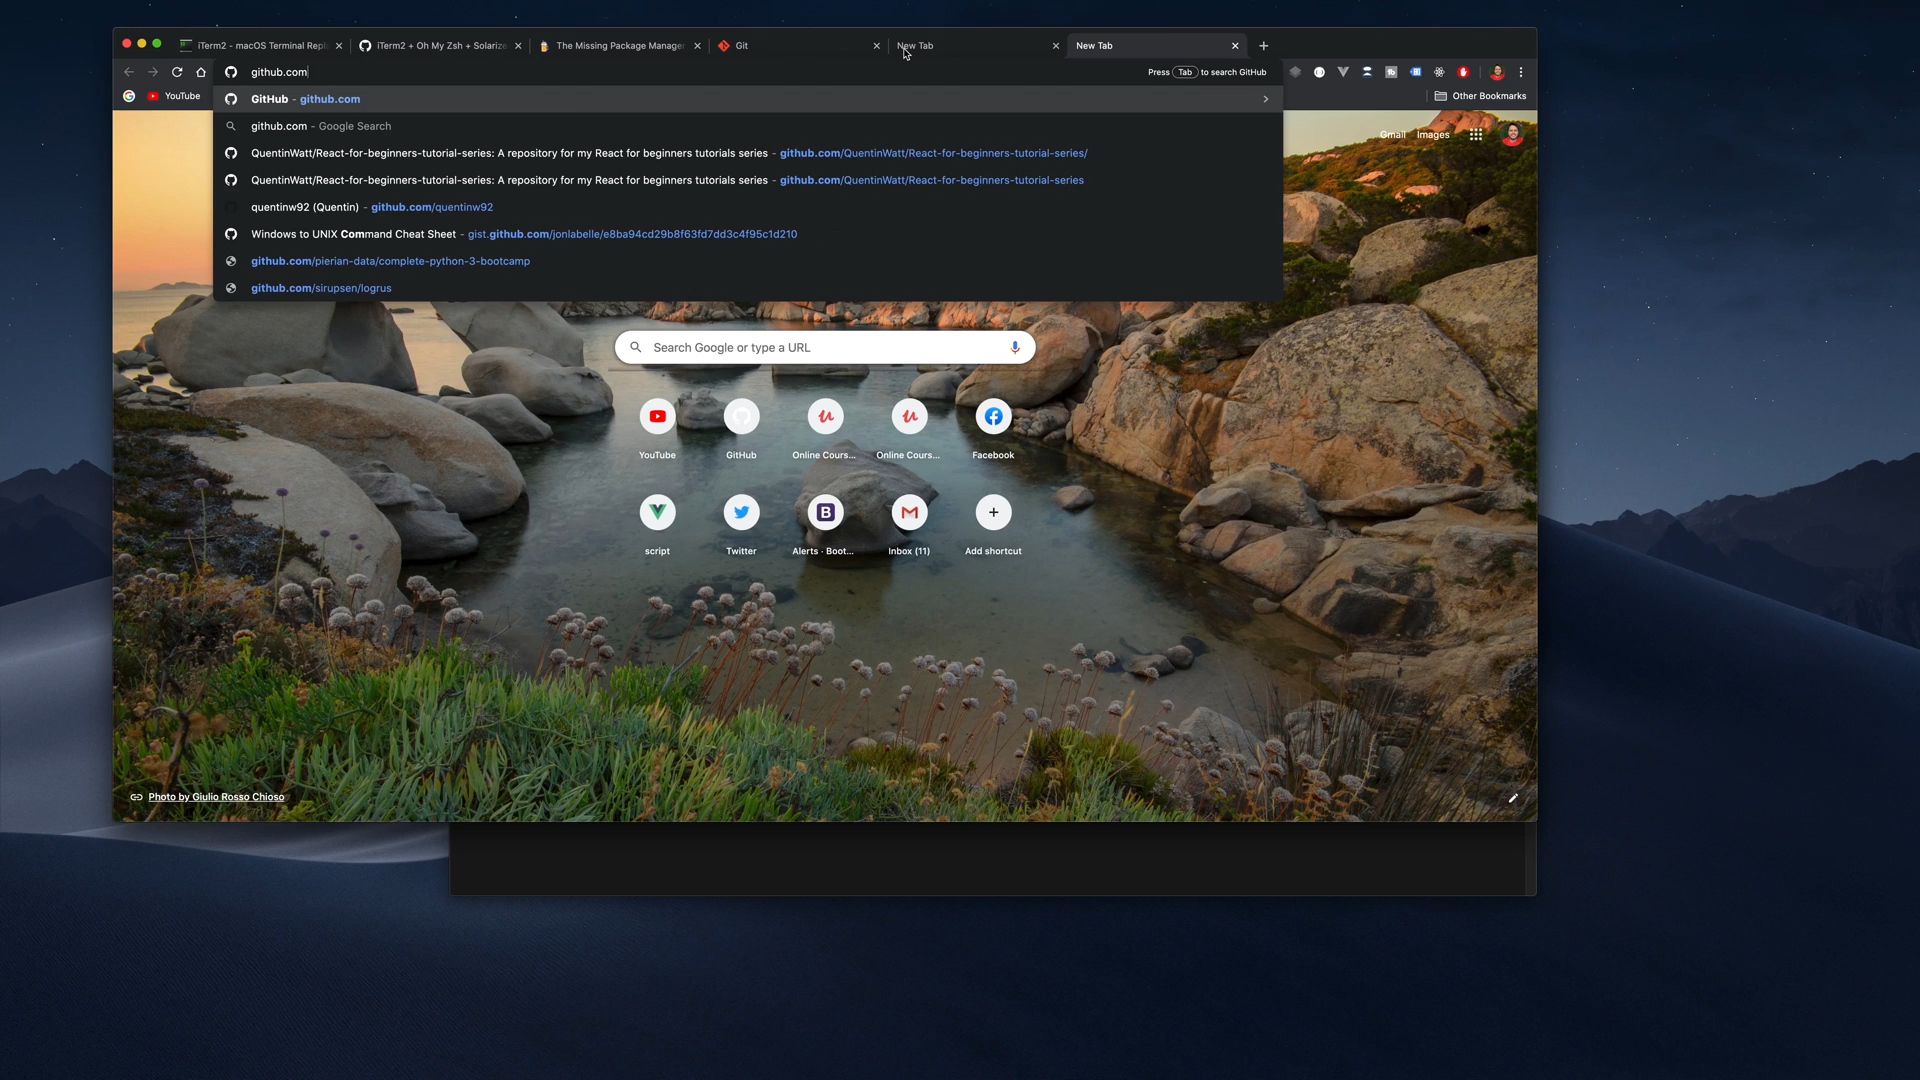 iTerm2 - macOS Terminal Repl
iTerm2 + Oh My Zsh + Solarize
The Missing Package Manager
Git
New Tab
New Tab
github.com
Press Tab to search GitHub
YouTube
Other Bookmarks
GitHub - github.com
github.com - Google Search
QuentinWatt/React-for-beginners-tutorial-series: A repository for my React for beginners tutorials series - github.com/QuentinWatt/React-for-beginners-tutorial-series/
QuentinWatt/React-for-beginners-tutorial-series: A repository for my React for beginners tutorials series - github.com/QuentinWatt/React-for-beginners-tutorial-series
quentinw92 (Quentin) - github.com/quentinw92
Windows to UNIX Command Cheat Sheet - gist.github.com/jonlabelle/e8ba94cd29b8f63fd7dd3c4f95c1d210
github.com/pierian-data/complete-python-3-bootcamp
github.com/sirupsen/logrus
Gmail Images
Search Google or type a URL
YouTube
GitHub
Online Cours...
Online Cours...
Facebook
script
Twitter
B
Alerts · Boot...
Inbox (11)
Add shortcut
Photo by Giulio Rosso Chioso